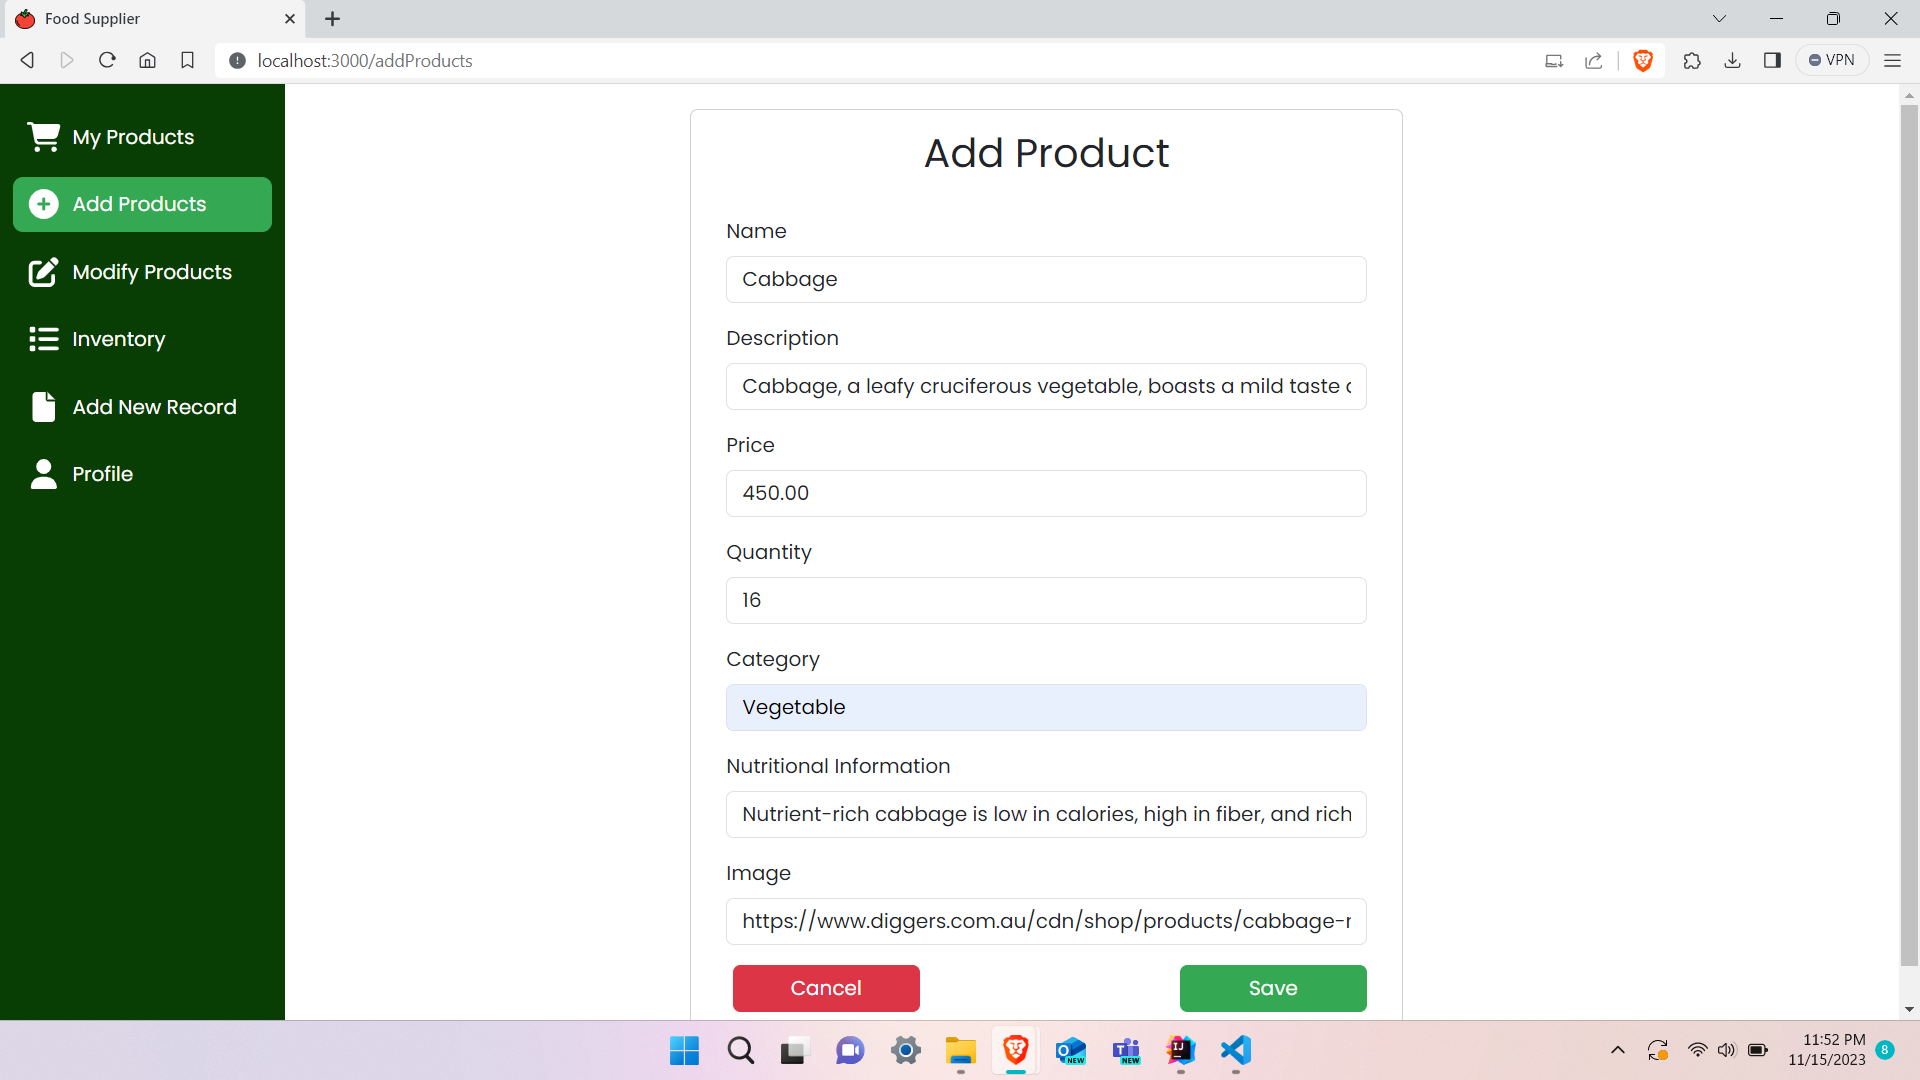 Food Supplier
localhost:3000/addProducts
VPN
My Products
Add Products
Modify Products
Inventory
Add New Record
Profile
Add Product
Name
Cabbage
Description
Cabbage, a leafy cruciferous vegetable, boasts a mild taste
Price
450.00
Quantity
16
Category
Vegetable
Nutritional Information
Nutrient-rich cabbage is low in calories, high in fiber, and rich
Image
https://www.diggers.com.au/cdn/shop/products/cabbage-r
Cancel
Save
NEW
NEW
11:52 PM
11/15/2023
8